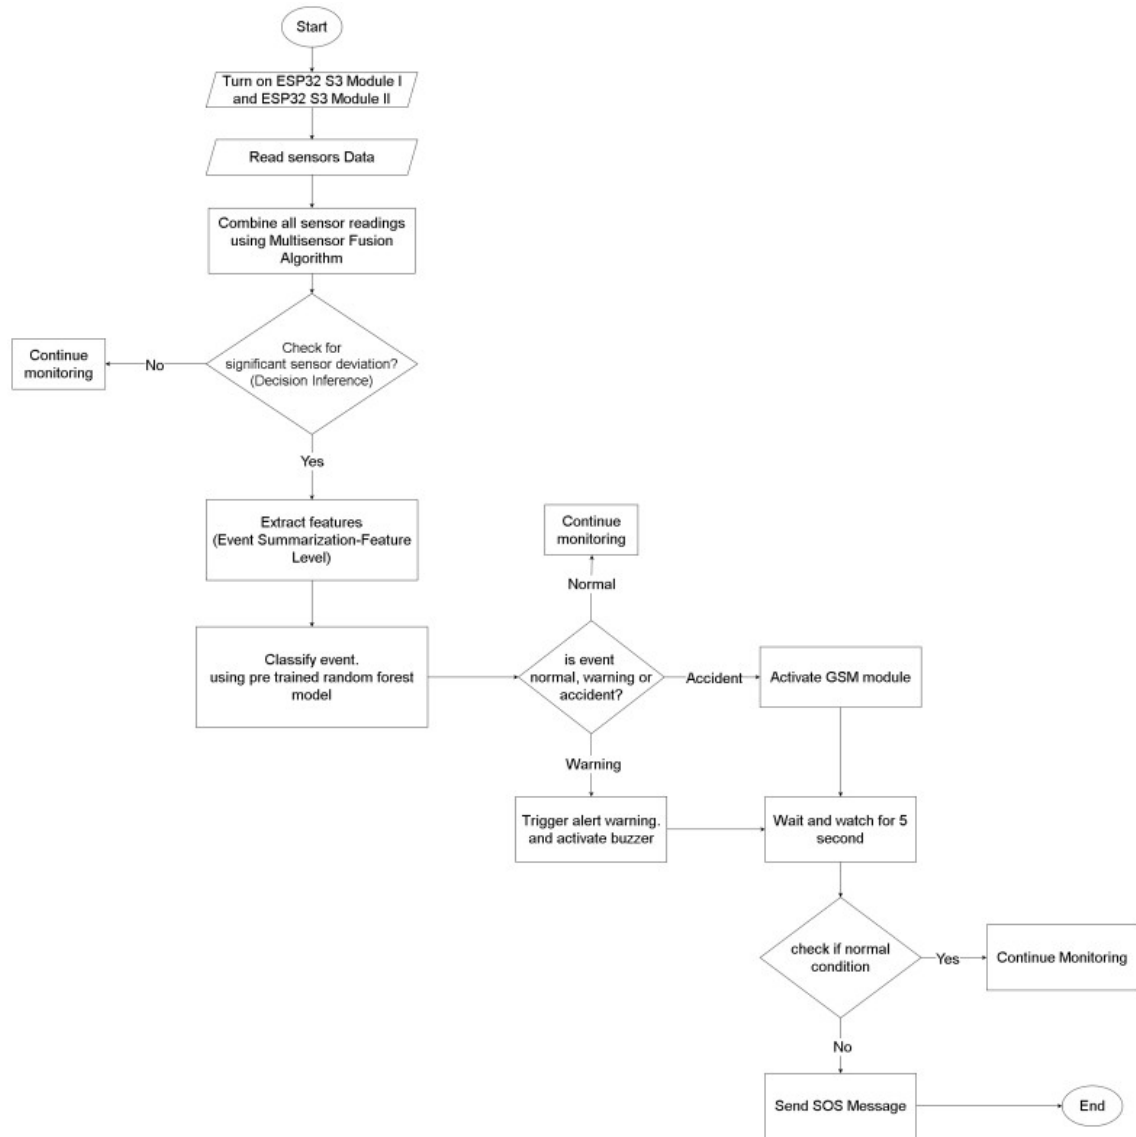 Start
Turn on ESP32 S3 Module I
and ESP32 S3 Module II
Read sensors Data
Combine all sensor readings
using Multisensor Fusion
Algorithm
Check for
significant sensor deviation?
(Decision Inference)
No
Continue
monitoring
Yes
Extract features
(Event Summarization-Feature
Level)
Classify event.
using pre trained random forest
model
is event
normal, warning or
accident?
Normal
Continue
monitoring
Accident
Activate GSM module
Warning
Trigger alert warning.
and activate buzzer
Wait and watch for 5
second
check if normal
condition
Yes
Continue Monitoring
No
Send SOS Message
End